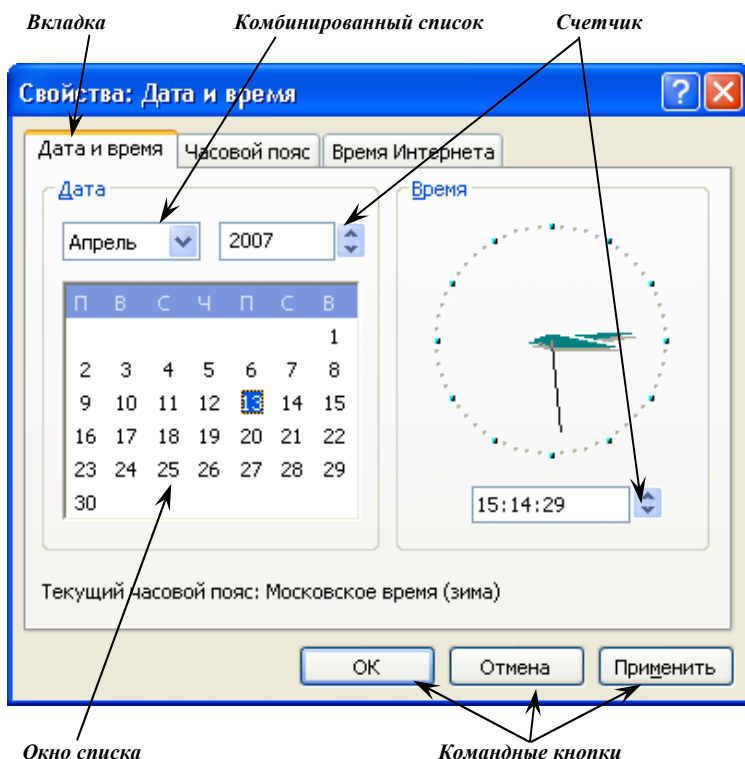 Вкладка Комбинированный список Счетчик
Свойства: Дата и время
Дата и время Часовой пояс Время Интернета
Дата Время
Апрель 2007
П В С Ч П С В
1
2 3 4 5 6 7 8
9 10 11 12 13 14 15
16 17 18 19 20 21 22
23 24 25 26 27 28 29
30
15:14:29
Текущий часовой пояс: Московское время (зима)
ОК Отмена Применить
Окно списка Командные кнопки